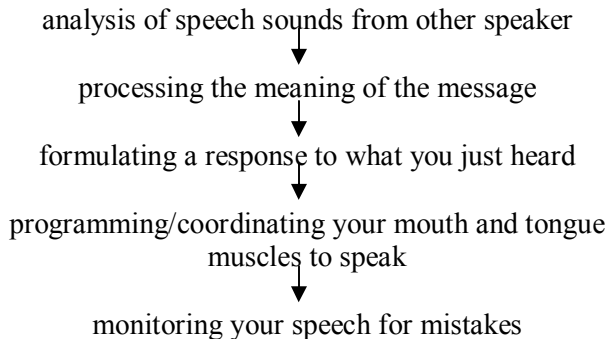 analysis of speech sounds from other speaker
processing the meaning of the message
formulating a response to what you just heard
programming/coordinating your mouth and tongue
muscles to speak
monitoring your speech for mistakes